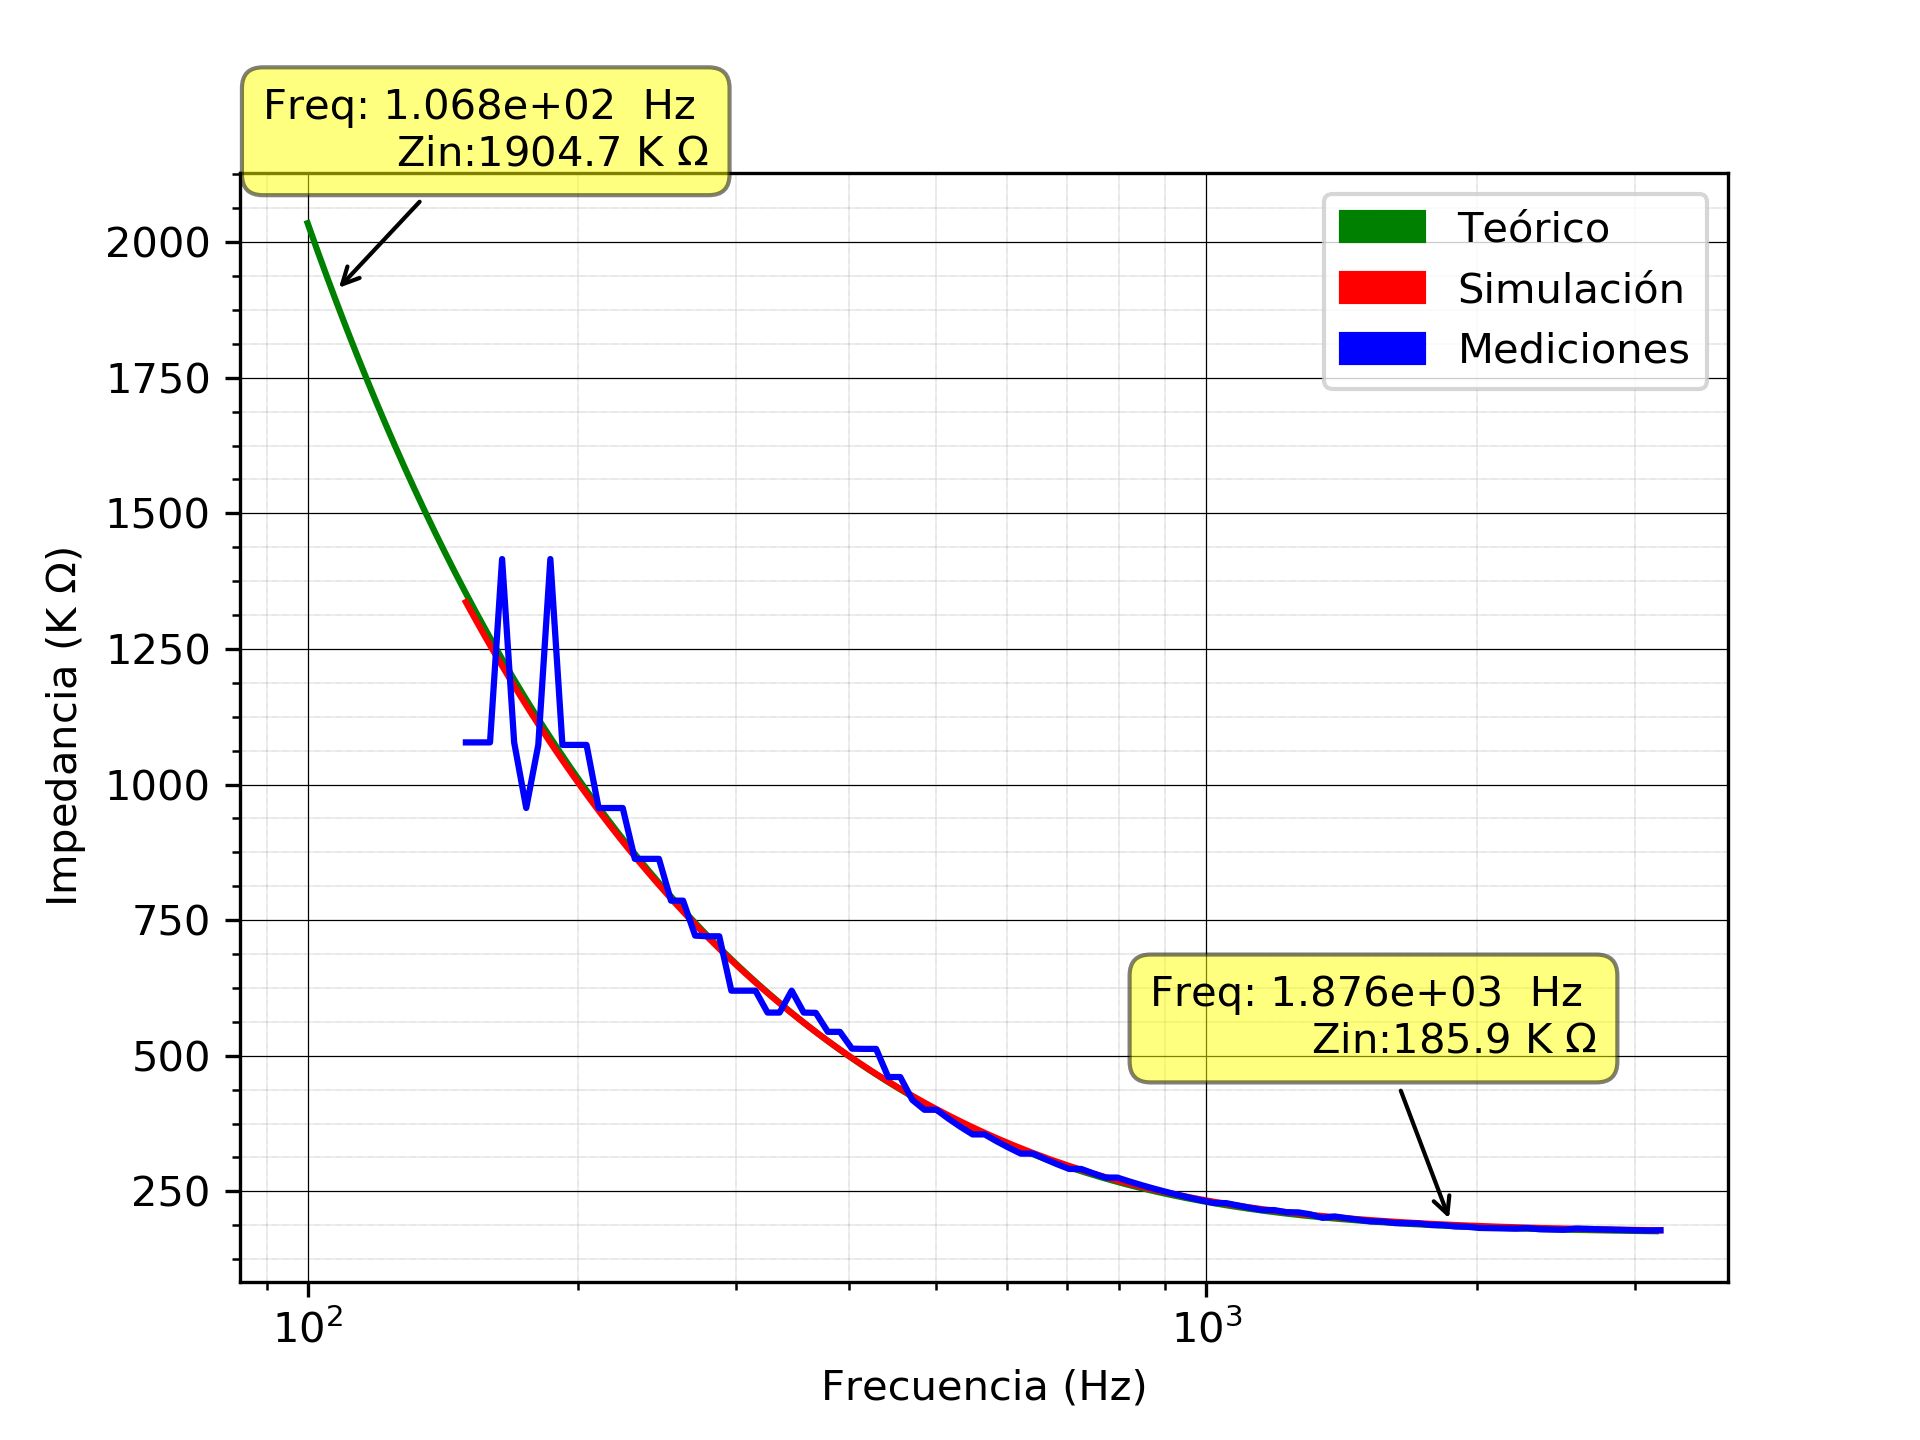 Freq: 1.068e+02  Hz
Zin:1904.7 K Ω
Teórico
Simulación
Mediciones
2000
1750
1500
1250
1000
750
500
250
Impedancia (K Ω)
Freq: 1.876e+03  Hz
Zin:185.9 K Ω
10² 10³
Frecuencia (Hz)